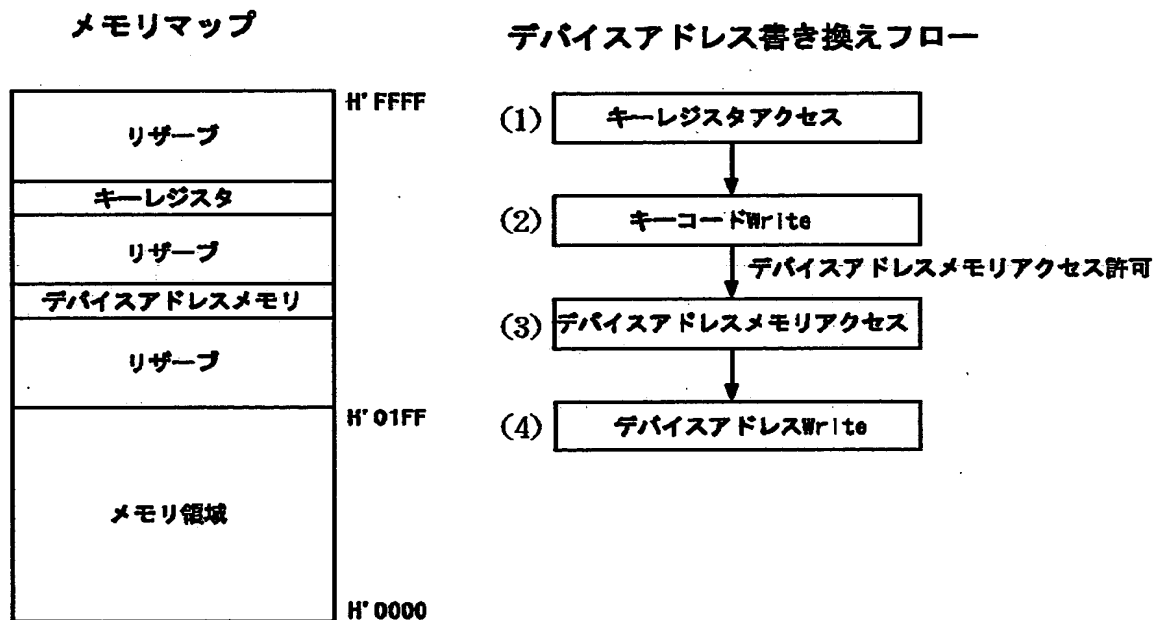 メモリマップ
H'FFFF
リザーブ
キーレジスタ
リザーブ
デバイスアドレスメモリ
リザーブ
H'01FF
メモリ領域
H'0000
デバイスアドレス書き換えフロー
(1) キーレジスタアクセス
(2) キーコードWrite
デバイスアドレスメモリアクセス許可
(3) デバイスアドレスメモリアクセス
(4) デバイスアドレスWrite